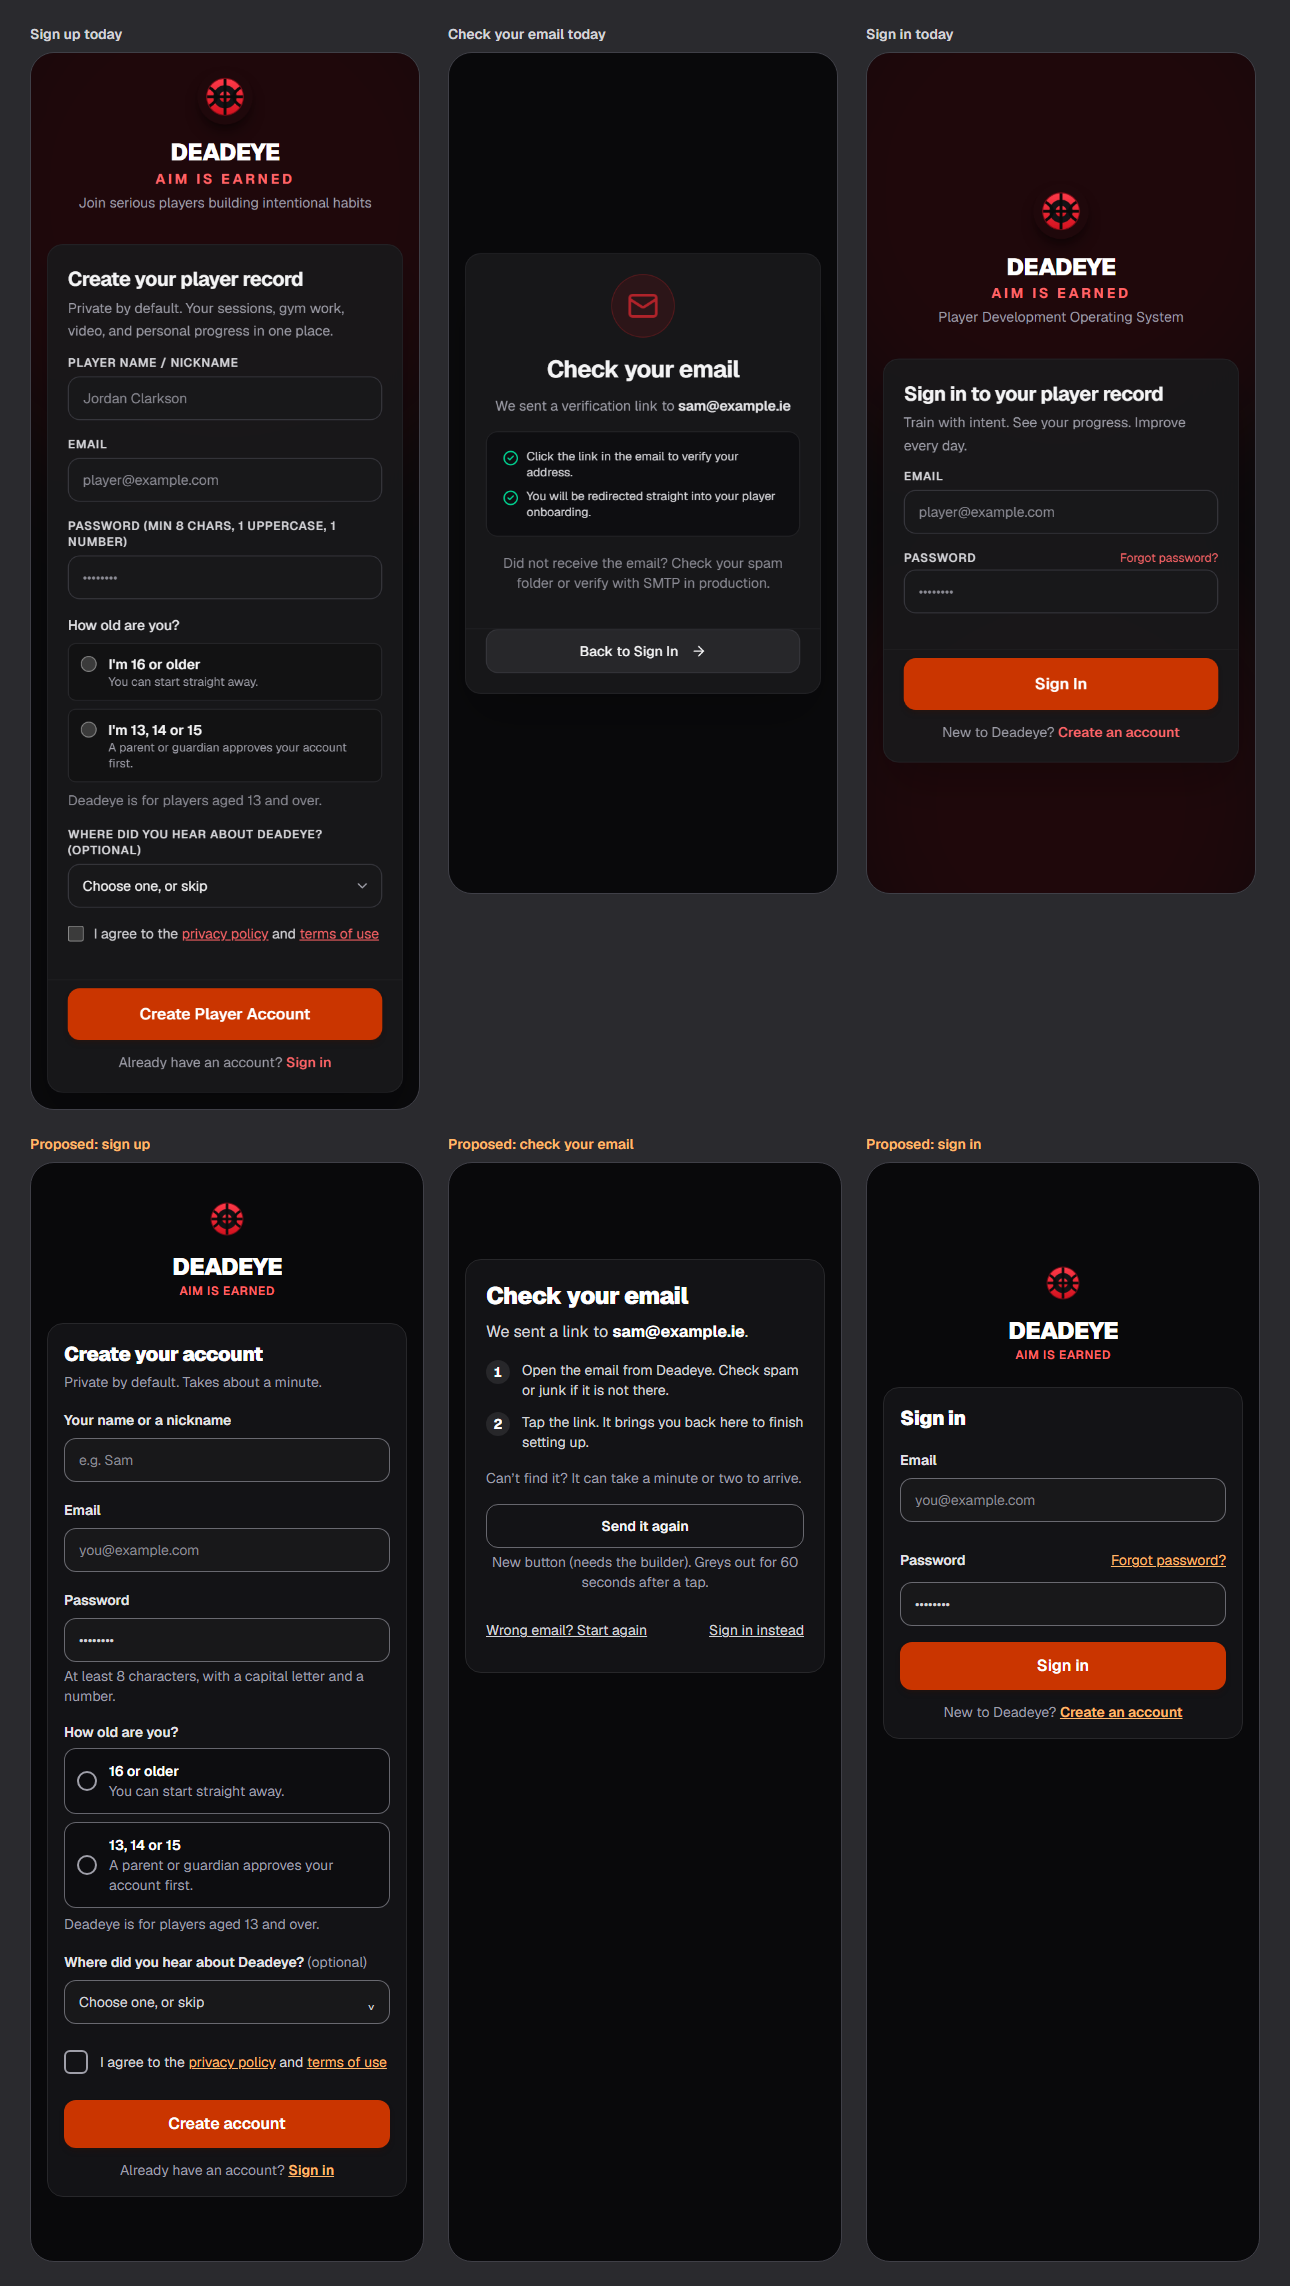 Sign up today
DEADEYE
AIM IS EARNED
Join serious players building intentional habits
Create your player record
Private by default. Your sessions, gym work,
video, and personal progress in one place.
PLAYER NAME / NICKNAME
Jordan Clarkson
EMAIL
player@example.com
PASSWORD (MIN 8 CHARS, 1 UPPERCASE, 1
NUMBER)
••••••••
How old are you?
I'm 16 or older
You can start straight away.
I'm 13, 14 or 15
A parent or guardian approves your account
first.
Deadeye is for players aged 13 and over.
WHERE DID YOU HEAR ABOUT DEADEYE?
(OPTIONAL)
Choose one, or skip
I agree to the privacy policy and terms of use
Create Player Account
Already have an account? Sign in
Check your email today
Check your email
We sent a verification link to sam@example.ie
Click the link in the email to verify your
address.
You will be redirected straight into your player
onboarding.
Did not receive the email? Check your spam
folder or verify with SMTP in production.
Back to Sign In →
Sign in today
DEADEYE
AIM IS EARNED
Player Development Operating System
Sign in to your player record
Train with intent. See your progress. Improve
every day.
EMAIL
player@example.com
PASSWORD Forgot password?
••••••••
Sign In
New to Deadeye? Create an account
Proposed: sign up
DEADEYE
AIM IS EARNED
Create your account
Private by default. Takes about a minute.
Your name or a nickname
e.g. Sam
Email
you@example.com
Password
••••••••
At least 8 characters, with a capital letter and a
number.
How old are you?
16 or older
You can start straight away.
13, 14 or 15
A parent or guardian approves your
account first.
Deadeye is for players aged 13 and over.
Where did you hear about Deadeye? (optional)
Choose one, or skip v
I agree to the privacy policy and terms of use
Create account
Already have an account? Sign in
Proposed: check your email
Check your email
We sent a link to sam@example.ie.
1 Open the email from Deadeye. Check spam
or junk if it is not there.
2 Tap the link. It brings you back here to finish
setting up.
Can't find it? It can take a minute or two to arrive.
Send it again
New button (needs the builder). Greys out for 60
seconds after a tap.
Wrong email? Start again Sign in instead
Proposed: sign in
DEADEYE
AIM IS EARNED
Sign in
Email
you@example.com
Password Forgot password?
••••••••
Sign in
New to Deadeye? Create an account